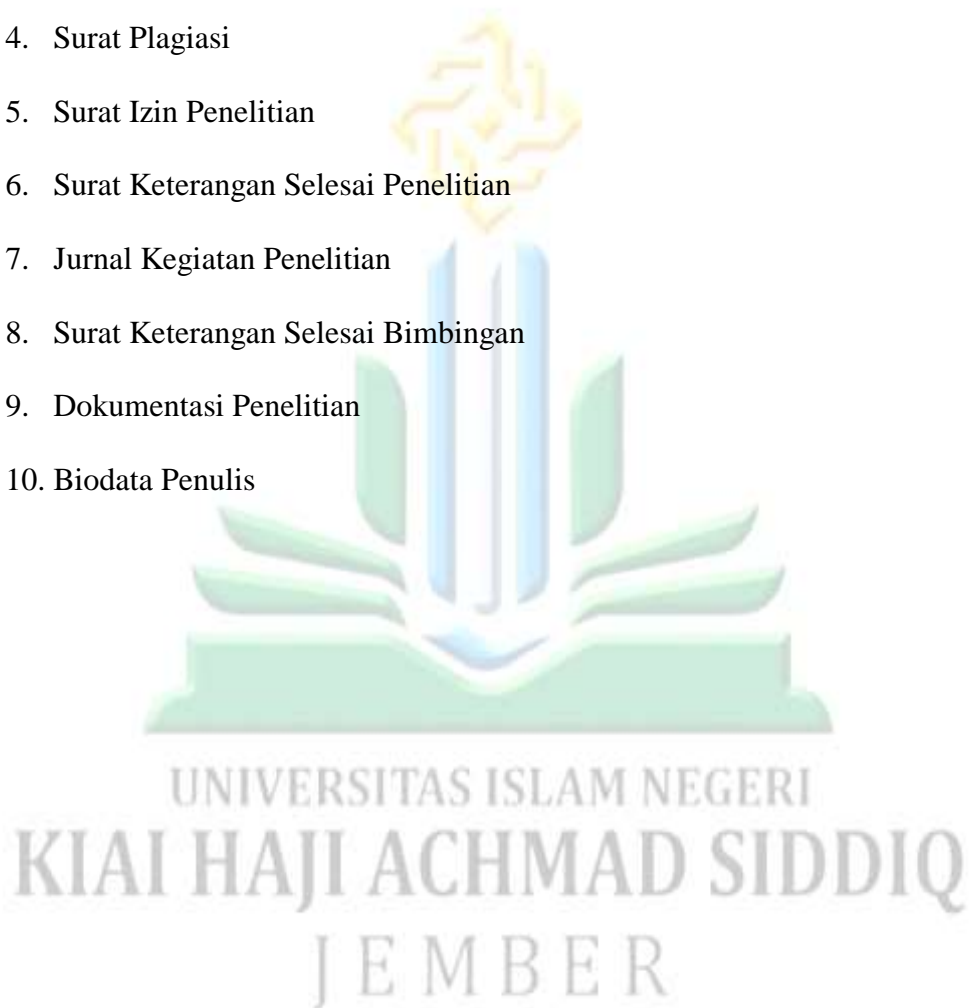 4. Surat Plagiasi
5. Surat Izin Penelitian
6. Surat Keterangan Selesai Penelitian
7. Jurnal Kegiatan Penelitian
8. Surat Keterangan Selesai Bimbingan
9. Dokumentasi Penelitian
10. Biodata Penulis
UNIVERSITAS ISLAM NEGERI
KIAI HAJI ACHMAD SIDDIQ
JEMBER